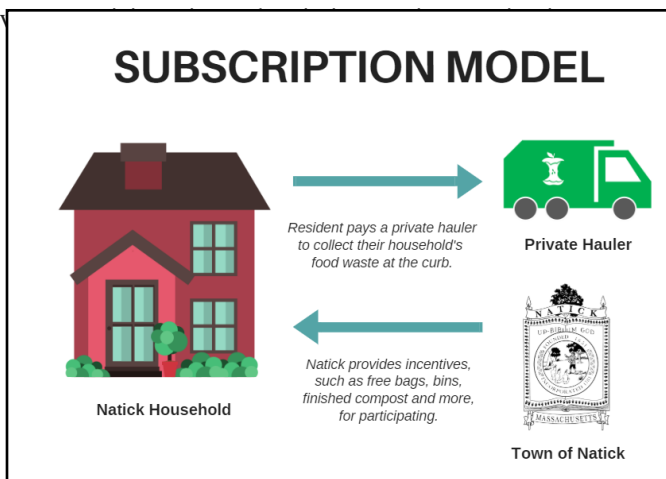 SUBSCRIPTION MODEL
Resident pays a private hauler
to collect their household's
food waste at the curb.
Private Hauler
Natick provides incentives,
such as free bags, bins,
finished compost and more,
for participating.
NATICK
FOUNDED
MASSACHUSETTS
Natick Household
Town of Natick